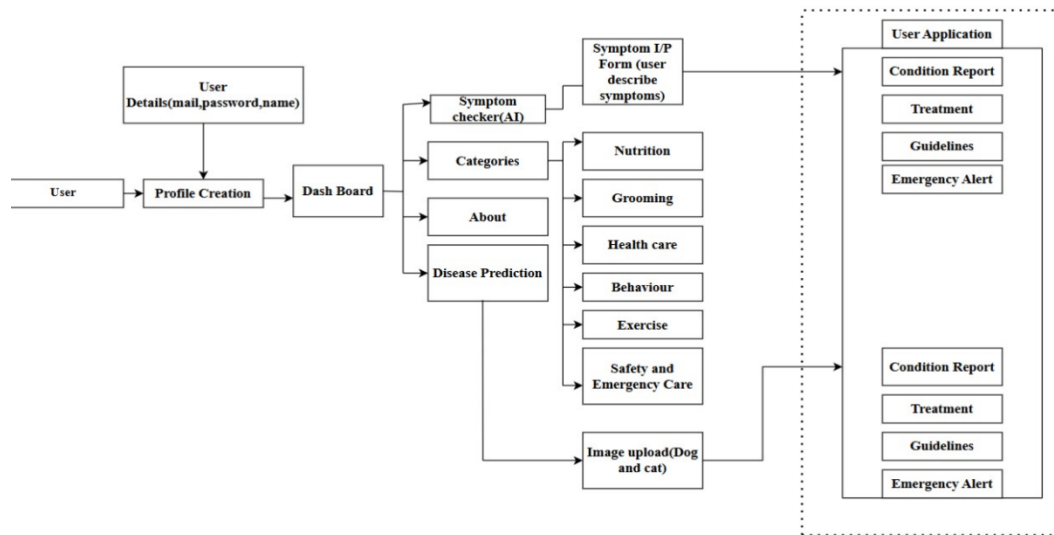 User Application
Symptom I/P
Form (user
describe
symptoms)
Condition Report
User
Details(mail,password,name)
Symptom
checker(AI)
Treatment
Categories
Nutrition
Guidelines
Emergency Alert
User
Profile Creation
Dash Board
Grooming
About
Health care
Disease Prediction
Behaviour
Exercise
Safety and
Emergency Care
Condition Report
Treatment
Image upload(Dog
and cat)
Guidelines
Emergency Alert